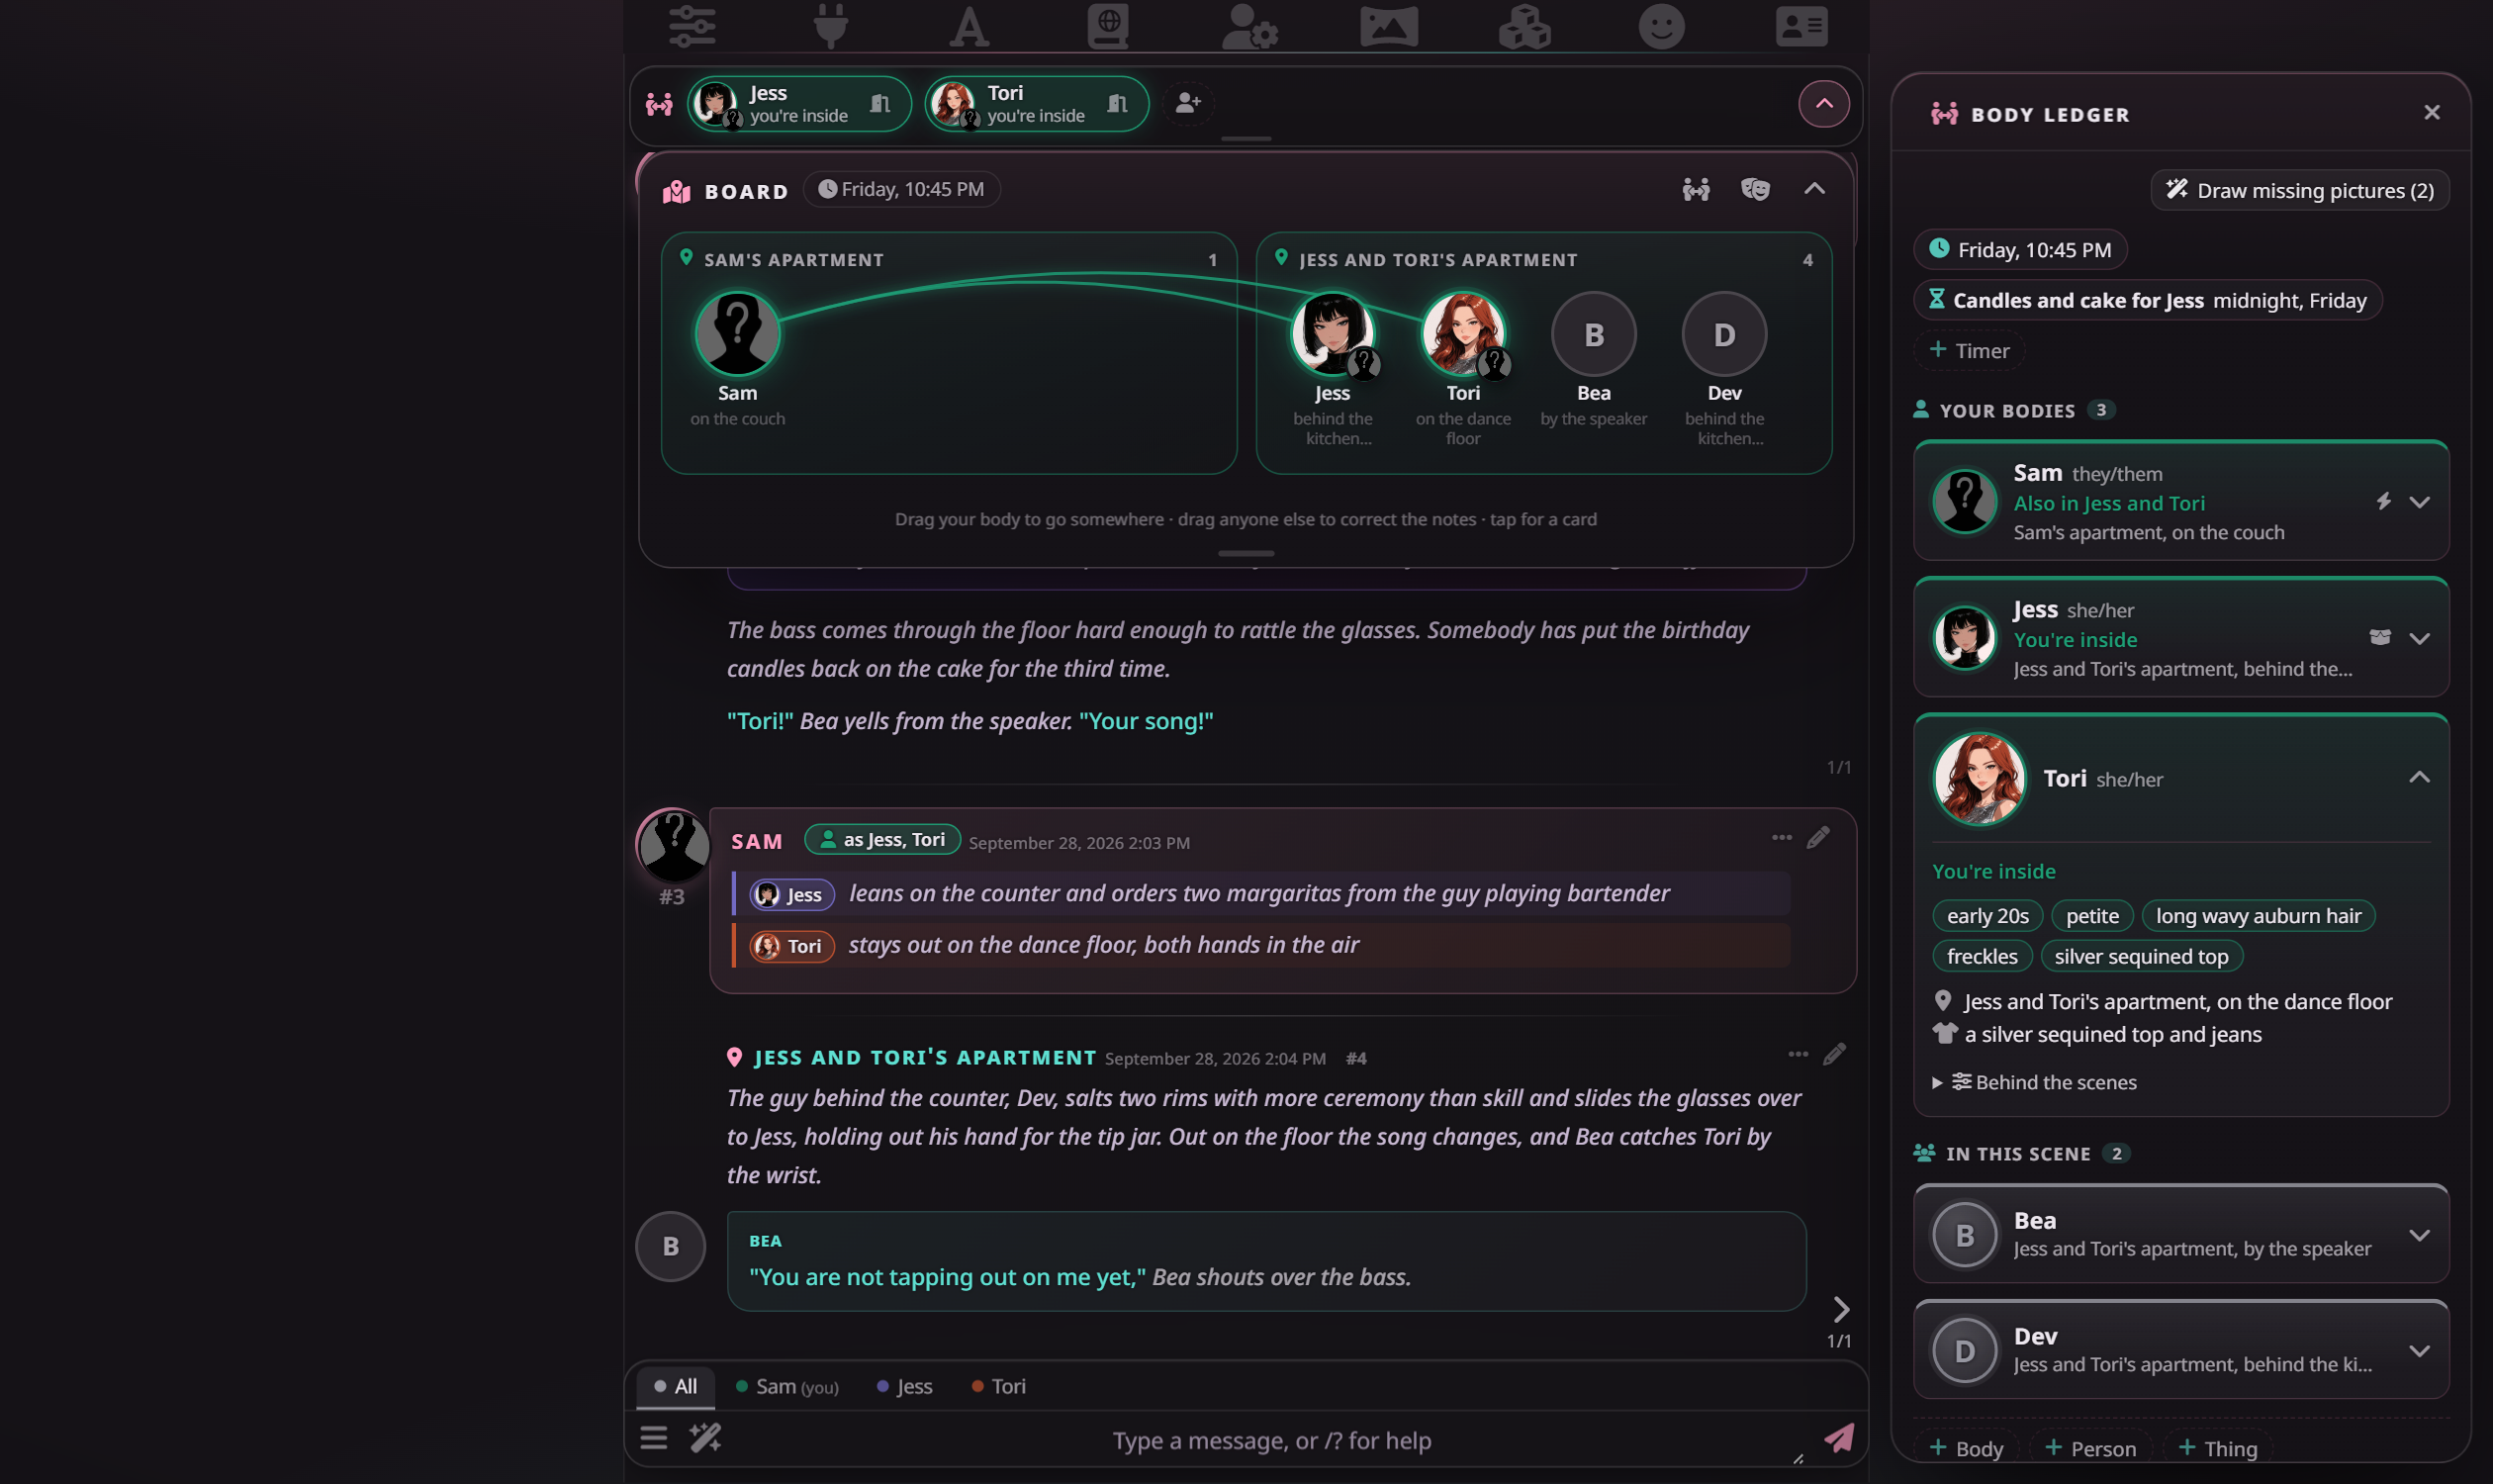 Jess
you're inside
Tori
you're inside
BOARD
Friday, 10:45 PM
SAM'S APARTMENT
1
Sam
on the couch
JESS AND TORI'S APARTMENT
4
Jess
behind the
kitchen...
Tori
on the dance
floor
B
Bea
by the speaker
D
Dev
behind the
kitchen...
Drag your body to go somewhere · drag anyone else to correct the notes · tap for a card
The bass comes through the floor hard enough to rattle the glasses. Somebody has put the birthday
candles back on the cake for the third time.
"Tori!" Bea yells from the speaker. "Your song!"
1/1
#3
SAM
as Jess, Tori
September 28, 2026 2:03 PM
Jess leans on the counter and orders two margaritas from the guy playing bartender
Tori stays out on the dance floor, both hands in the air
JESS AND TORI'S APARTMENT September 28, 2026 2:04 PM #4
The guy behind the counter, Dev, salts two rims with more ceremony than skill and slides the glasses over
to Jess, holding out his hand for the tip jar. Out on the floor the song changes, and Bea catches Tori by
the wrist.
B
BEA
"You are not tapping out on me yet," Bea shouts over the bass.
1/1
All
Sam (you)
Jess
Tori
Type a message, or /? for help
BODY LEDGER
Draw missing pictures (2)
Friday, 10:45 PM
Candles and cake for Jess midnight, Friday
+ Timer
YOUR BODIES 3
Sam they/them
Also in Jess and Tori
Sam's apartment, on the couch
Jess she/her
You're inside
Jess and Tori's apartment, behind the...
Tori she/her
You're inside
early 20s
petite
long wavy auburn hair
freckles
silver sequined top
Jess and Tori's apartment, on the dance floor
a silver sequined top and jeans
Behind the scenes
IN THIS SCENE 2
B
Bea
Jess and Tori's apartment, by the speaker
D
Dev
Jess and Tori's apartment, behind the ki...
+ Body
+ Person
+ Thing